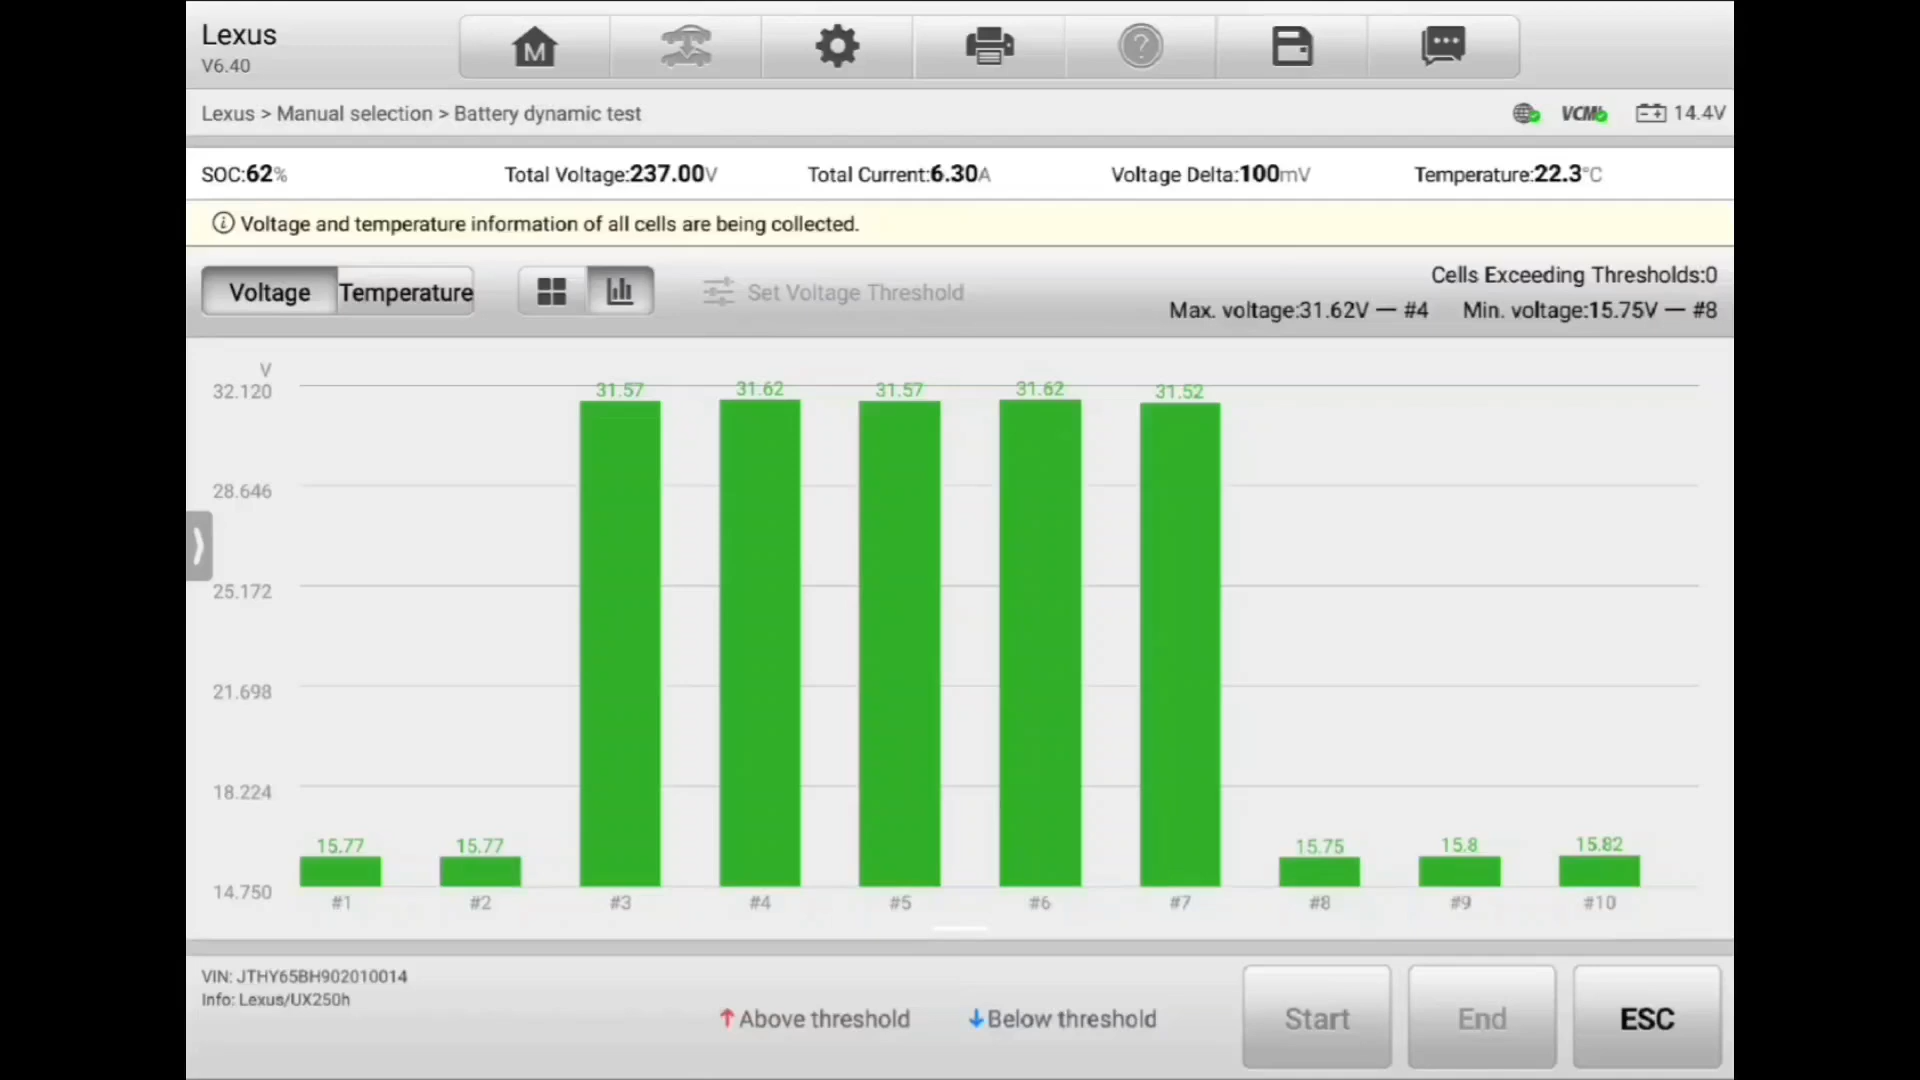 Lexus
V6.40
M
?
Lexus > Manual selection > Battery dynamic test
VCMI
14.4V
SOC:62%
Total Voltage:237.00V
Total Current:6.30A
Voltage Delta:100mV
Temperature:22.3°C
Voltage and temperature information of all cells are being collected.
Voltage
Temperature
Set Voltage Threshold
Cells Exceeding Thresholds:0
Max. voltage:31.62V — #4
Min. voltage:15.75V — #8
V
32.120
28.646
25.172
21.698
18.224
14.750
15.77
15.77
31.57
31.62
31.57
31.62
31.52
15.75
15.8
15.82
#1
#2
#3
#4
#5
#6
#7
#8
#9
#10
VIN: JTHY65BH902010014
Info: Lexus/UX250h
Above threshold
Below threshold
Start
End
ESC